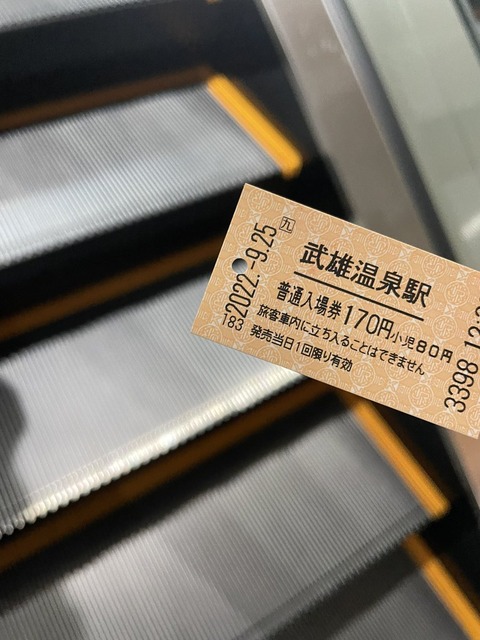 2022.-9.25
183
㊈
武雄温泉駅
普通入場券170円小児80円
旅客車内に立ち入ることはできません
発売当日1回限り有効
3398